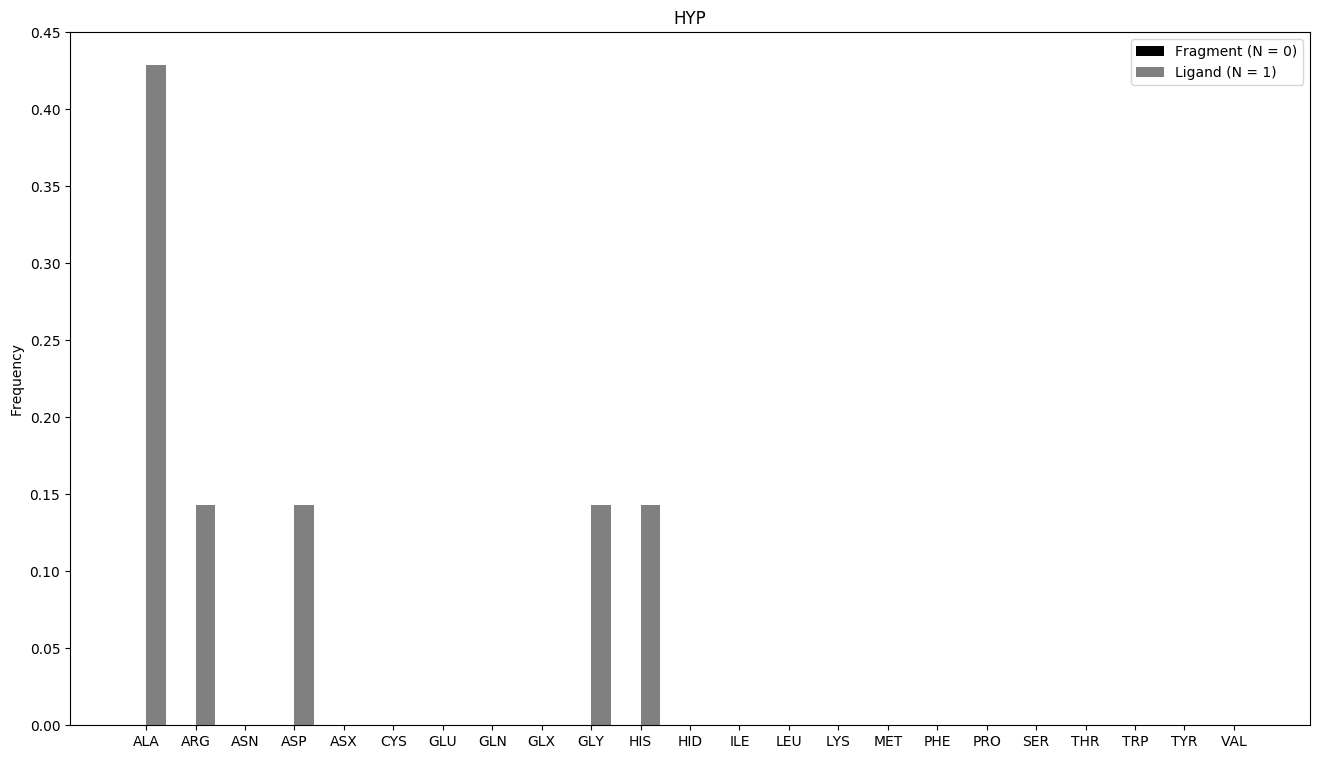 HYP
Fragment (N = 0)
Ligand (N = 1)
Frequency
0.45
0.40
0.35
0.30
0.25
0.20
0.15
0.10
0.05
0.00
ALA ARG ASN ASP ASX CYS GLU GLN GLX GLY HIS HID ILE LEU LYS MET PHE PRO SER THR TRP TYR VAL